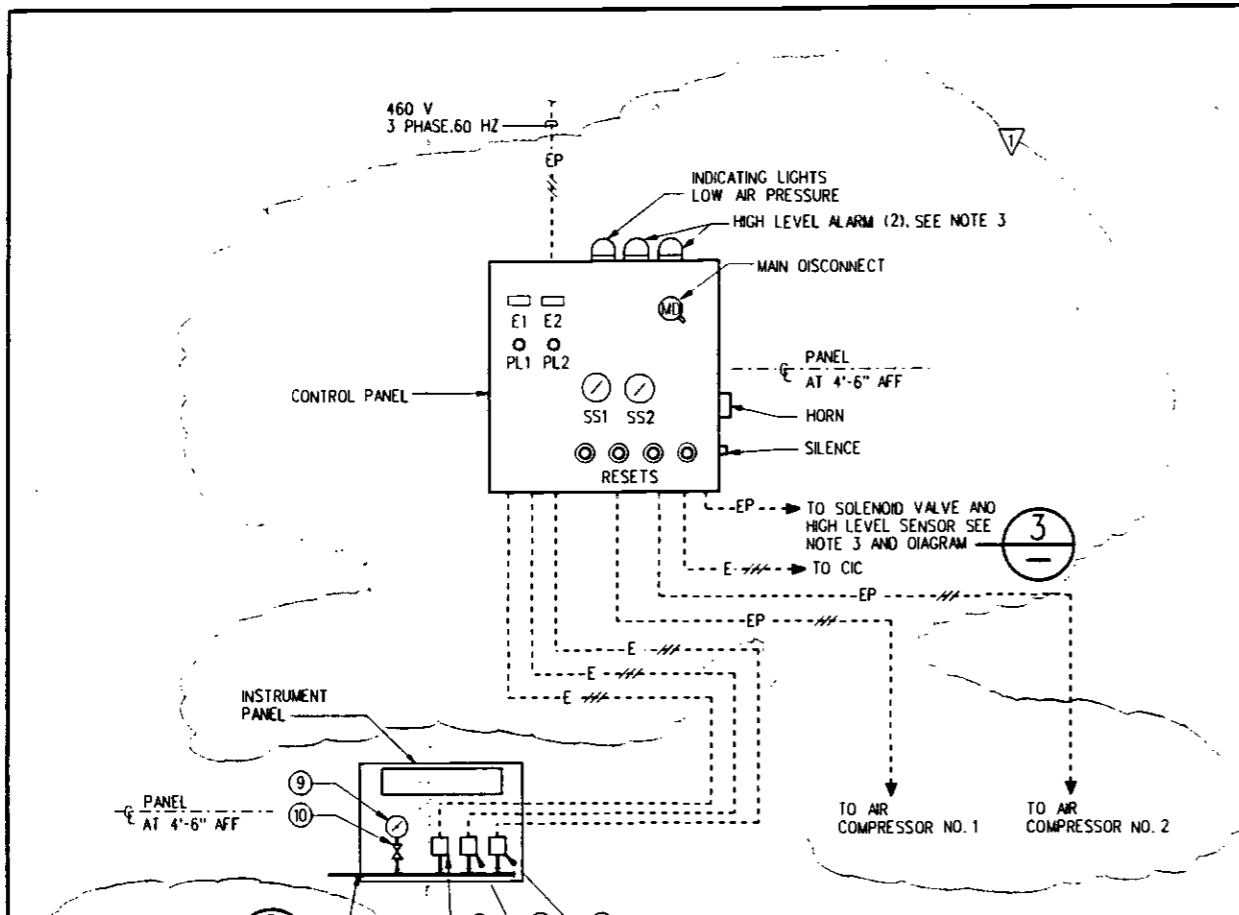 460 V
3 PHASE.60 HZ
EP
1
INDICATING LIGHTS
LOW AIR PRESSURE
HIGH LEVEL ALARM (2), SEE NOTE 3
MAIN DISCONNECT
MD
E1 E2
PL1 PL2
PANEL
AT 4'-6" AFF
CONTROL PANEL
SS1 SS2
HORN
SILENCE
RESETS
EP
TO SOLENOID VALVE AND
HIGH LEVEL SENSOR SEE
NOTE 3 AND DIAGRAM
3
E
TO CIC
EP
EP
E
E
E
INSTRUMENT
PANEL
9
10
PANEL
AT 4'-6" AFF
TO AIR
COMPRESSOR NO. 1
TO AIR
COMPRESSOR NO. 2